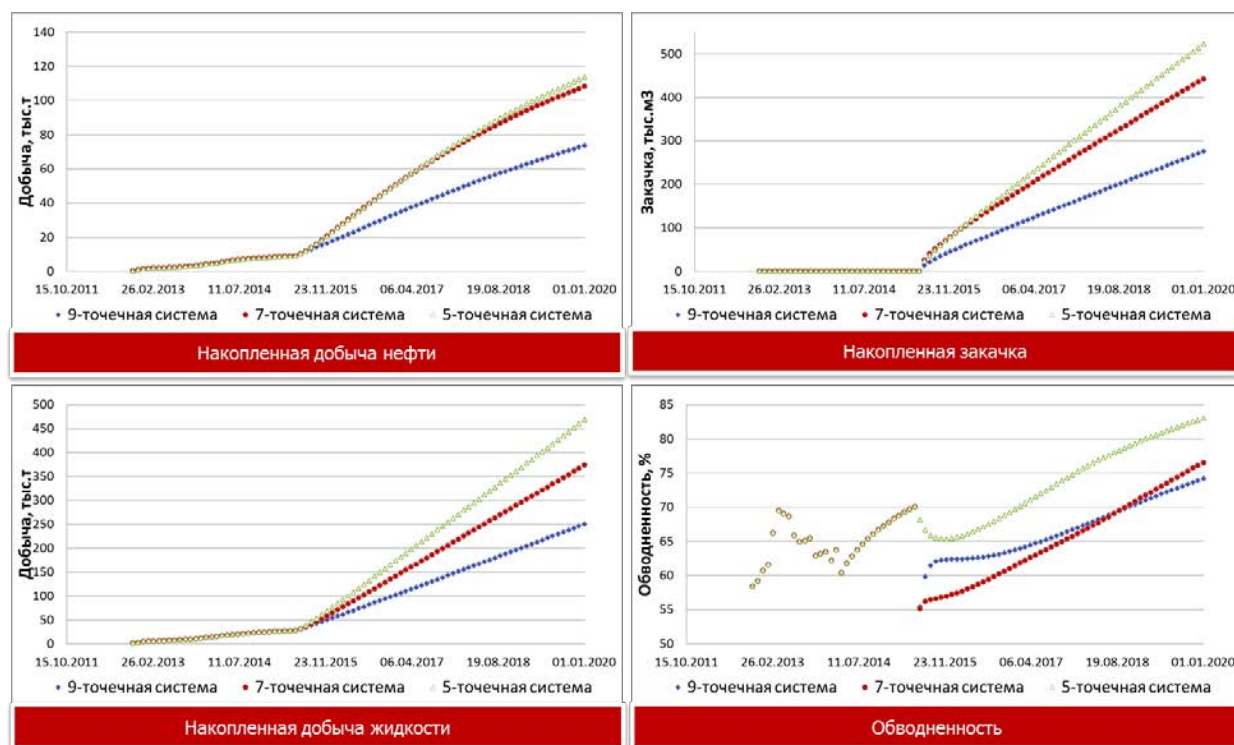 Добыча, тыс.т
140
120
100
80
60
40
20
0
15.10.2011 26.02.2013 11.07.2014 23.11.2015 06.04.2017 19.08.2018 01.01.2020
9-точечная система 7-точечная система 5-точечная система
Накопленная добыча нефти
Закачка, тыс.м3
500
400
300
200
100
0
15.10.2011 26.02.2013 11.07.2014 23.11.2015 06.04.2017 19.08.2018 01.01.2020
9-точечная система 7-точечная система 5-точечная система
Накопленная закачка
Добыча, тыс.т
500
450
400
350
300
250
200
150
100
50
0
15.10.2011 26.02.2013 11.07.2014 23.11.2015 06.04.2017 19.08.2018 01.01.2020
9-точечная система 7-точечная система 5-точечная система
Накопленная добыча жидкости
Обводненность, %
85
80
75
70
65
60
55
50
15.10.2011 26.02.2013 11.07.2014 23.11.2015 06.04.2017 19.08.2018 01.01.2020
9-точечная система 7-точечная система 5-точечная система
Обводненность